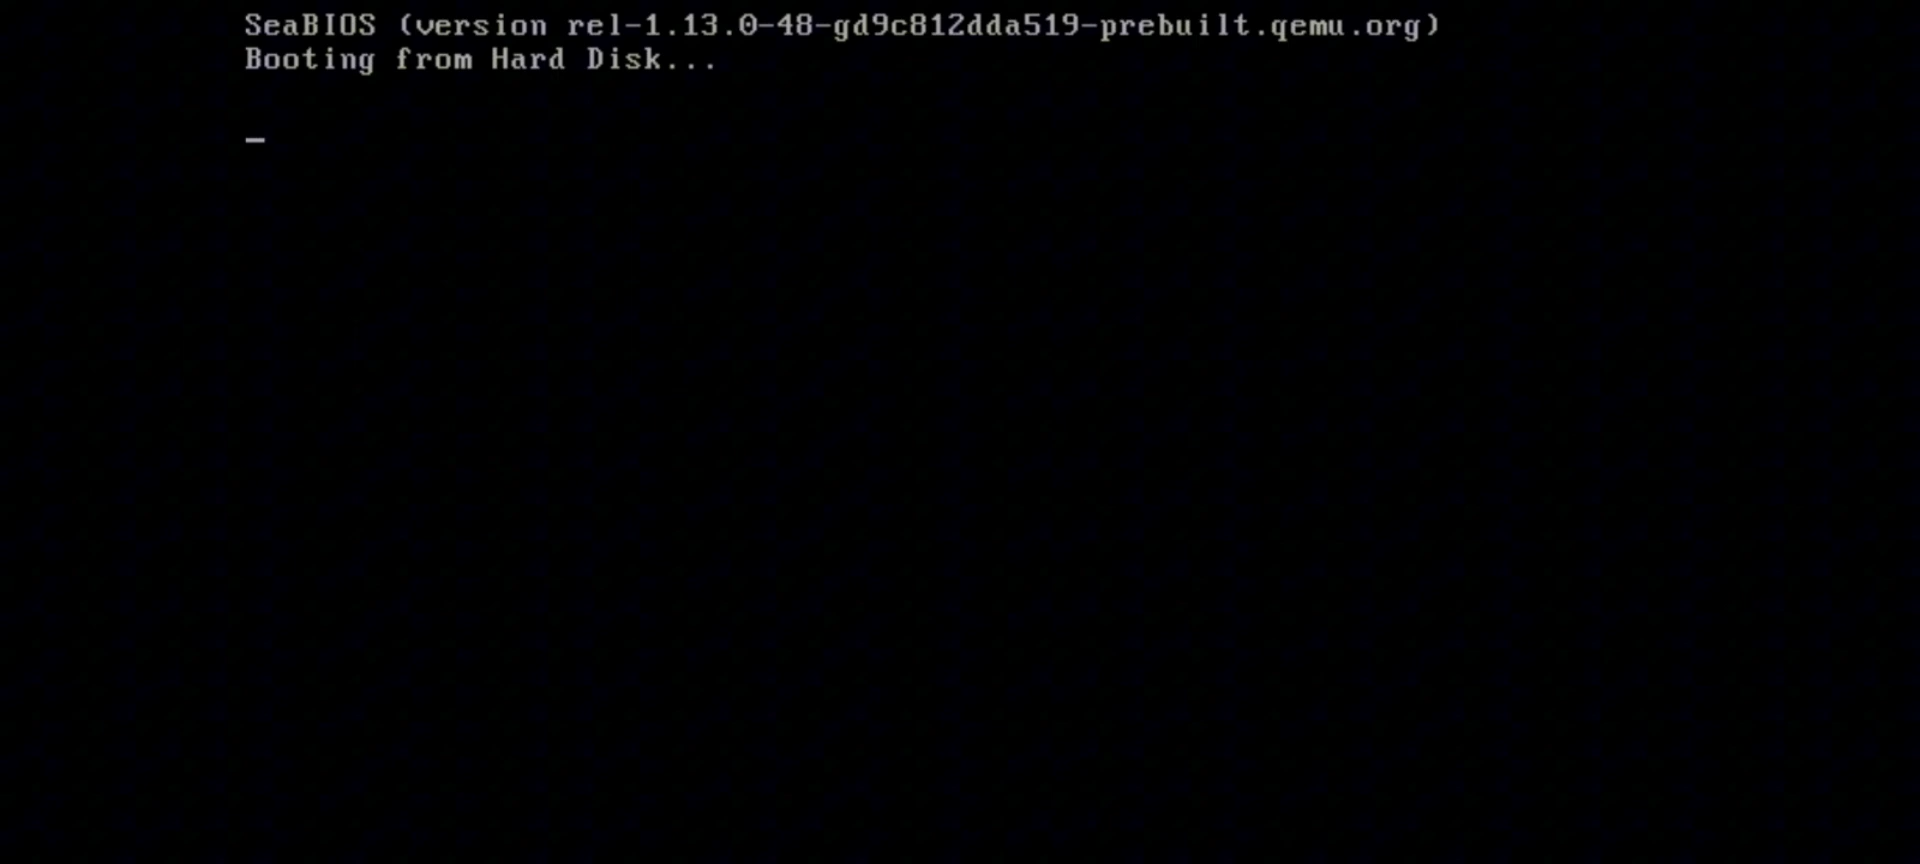 SeaBIOS (version rel-1.13.0-48-gd9c812dda519-prebuilt.qemu.org)
Booting from Hard Disk...
_